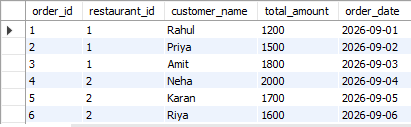 order_id restaurant_id customer_name total_amount order_date
1 1 Rahul 1200 2026-09-01
2 1 Priya 1500 2026-09-02
3 1 Amit 1800 2026-09-03
4 2 Neha 2000 2026-09-04
5 2 Karan 1700 2026-09-05
6 2 Riya 1600 2026-09-06